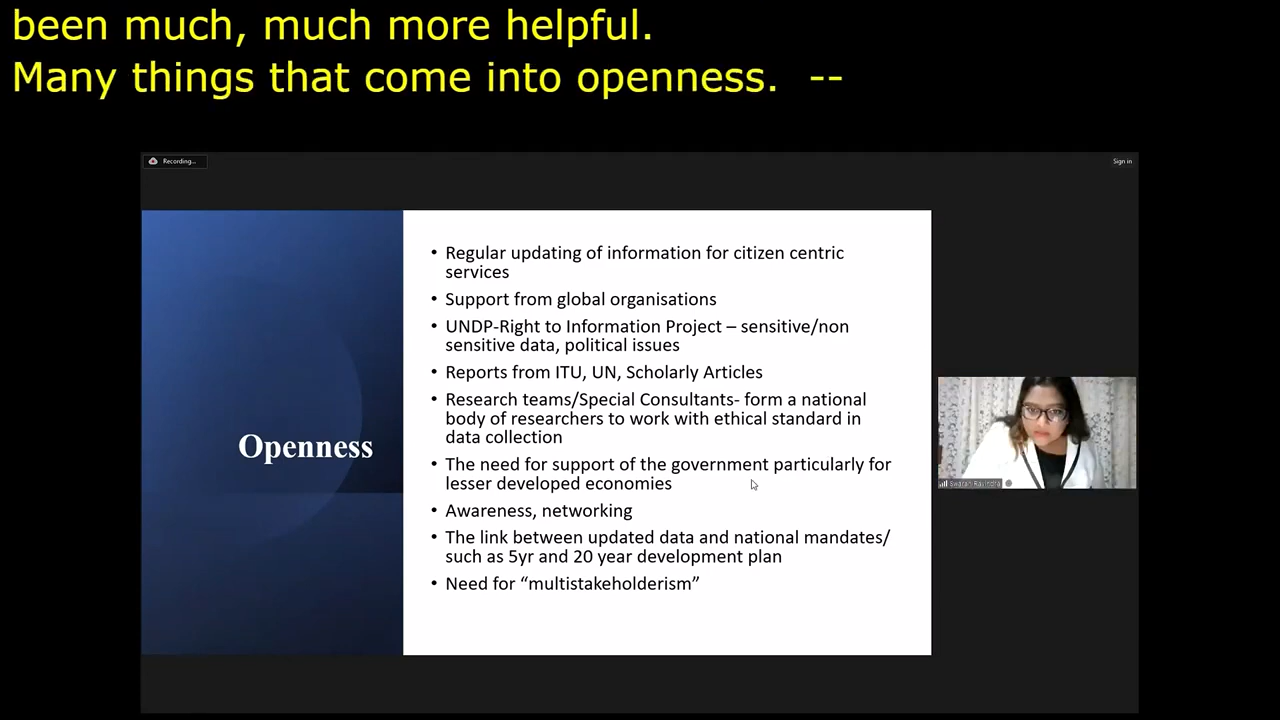 been much, much more helpful.
Many things that come into openness.  --
Recording...
Sign in
Openness
• Regular updating of information for citizen centric
services
• Support from global organisations
• UNDP-Right to Information Project – sensitive/non
sensitive data, political issues
• Reports from ITU, UN, Scholarly Articles
• Research teams/Special Consultants- form a national
body of researchers to work with ethical standard in
data collection
• The need for support of the government particularly for
lesser developed economies
• Awareness, networking
• The link between updated data and national mandates/
such as 5yr and 20 year development plan
• Need for “multistakeholderism”
Swaran Ravindra